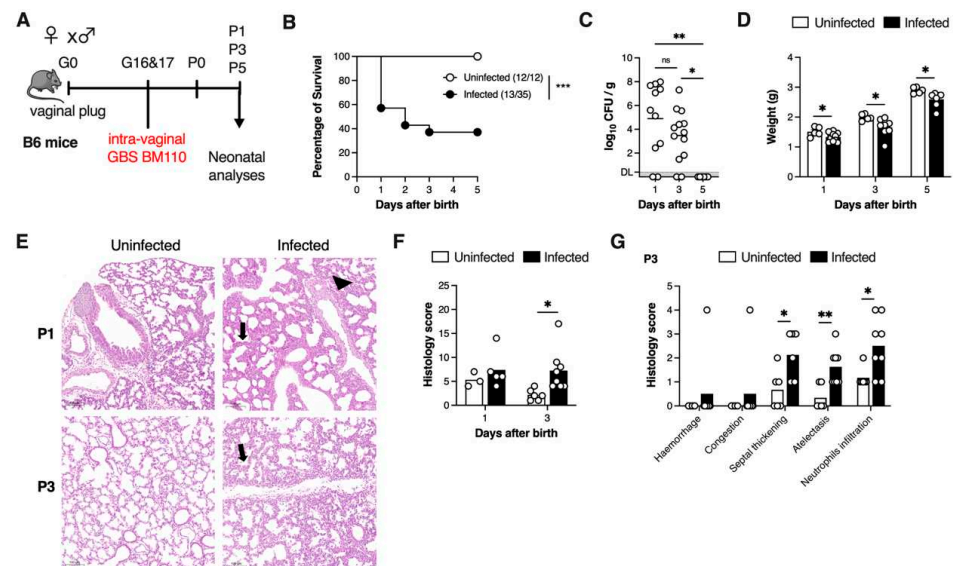 A
♀ x♂
G0
G16&17
P0
P1
P3
P5
vaginal plug
B6 mice
intra-vaginal
GBS BM110
Neonatal
analyses
B
Percentage of Survival
100
80
60
40
20
0
0 1 2 3 4 5
Days after birth
Uninfected (12/12)
Infected (13/35)
***
C
log10 CFU / g
10
8
6
4
2
DL
**
ns
*
1 3 5
Days after birth
D
Uninfected Infected
Weight (g)
4
3
2
1
0
* * *
1 3 5
Days after birth
E
Uninfected Infected
P1
P3
F
Uninfected Infected
Histology score
25
20
15
10
5
0
*
1 3
Days after birth
G
P3
Uninfected Infected
Histology score
5
4
3
2
1
0
* ** *
Haemorrhage
Congestion
Septal thickening
Atelectasis
Neutrophils infiltration